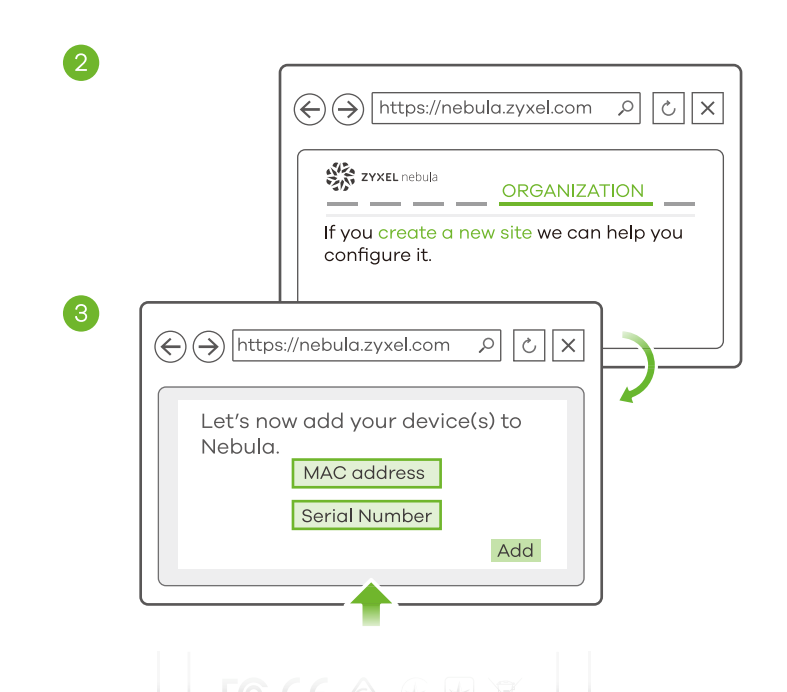 2
https://nebula.zyxel.com
ZYXEL nebula
ORGANIZATION
If you create a new site we can help you
configure it.
3
https://nebula.zyxel.com
Let's now add your device(s) to
Nebula.
MAC address
Serial Number
Add